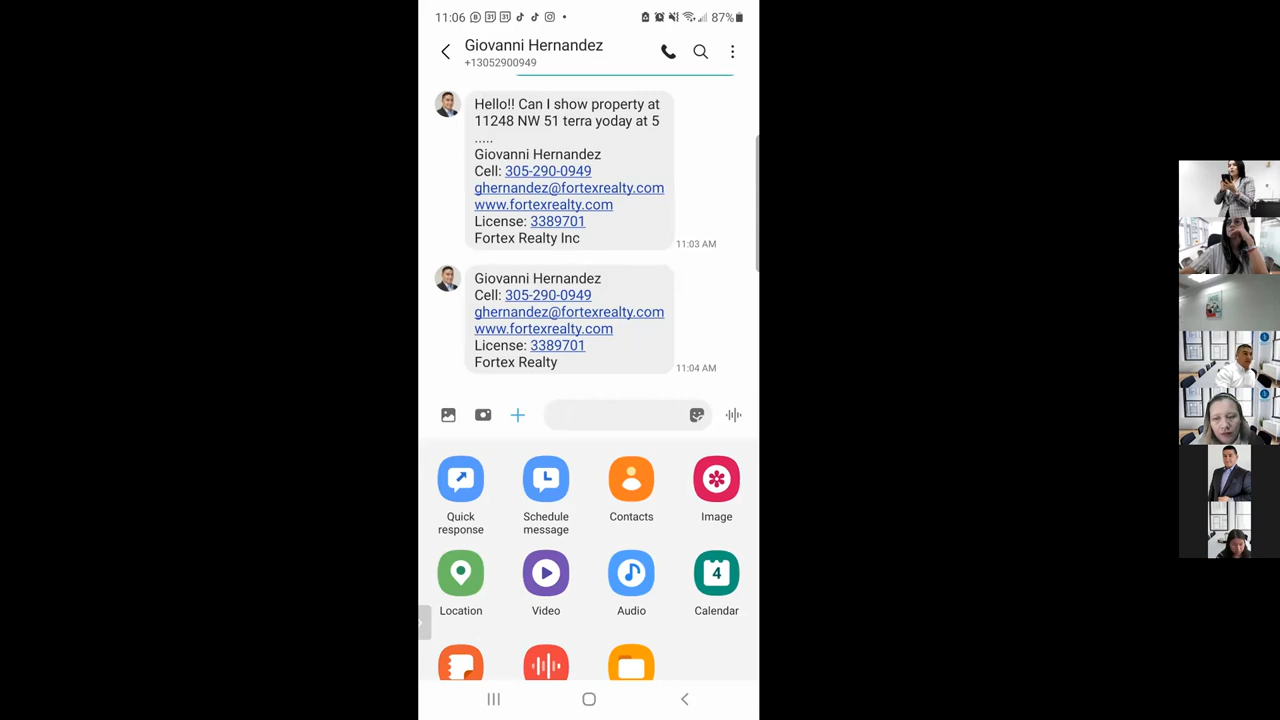 11:06
87%
Giovanni Hernandez
+13052900949
Hello!! Can I show property at
11248 NW 51 terra yoday at 5
.....
Giovanni Hernandez
Cell: 305-290-0949
ghernandez@fortexrealty.com
www.fortexrealty.com
License: 3389701
Fortex Realty Inc
11:03 AM
Giovanni Hernandez
Cell: 305-290-0949
ghernandez@fortexrealty.com
www.fortexrealty.com
License: 3389701
Fortex Realty
11:04 AM
Quick
response
Schedule
message
Contacts
Image
4
Location
Video
Audio
Calendar